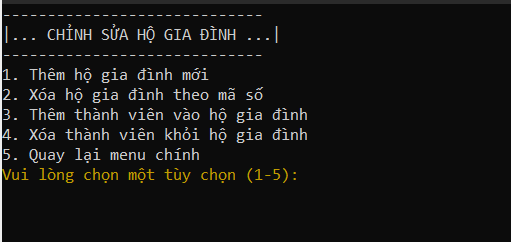 ----------------------------
|... CHỈNH SỬA HỘ GIA ĐÌNH ...|
----------------------------
1. Thêm hộ gia đình mới
2. Xóa hộ gia đình theo mã số
3. Thêm thành viên vào hộ gia đình
4. Xóa thành viên khỏi hộ gia đình
5. Quay lại menu chính
Vui lòng chọn một tùy chọn (1-5):